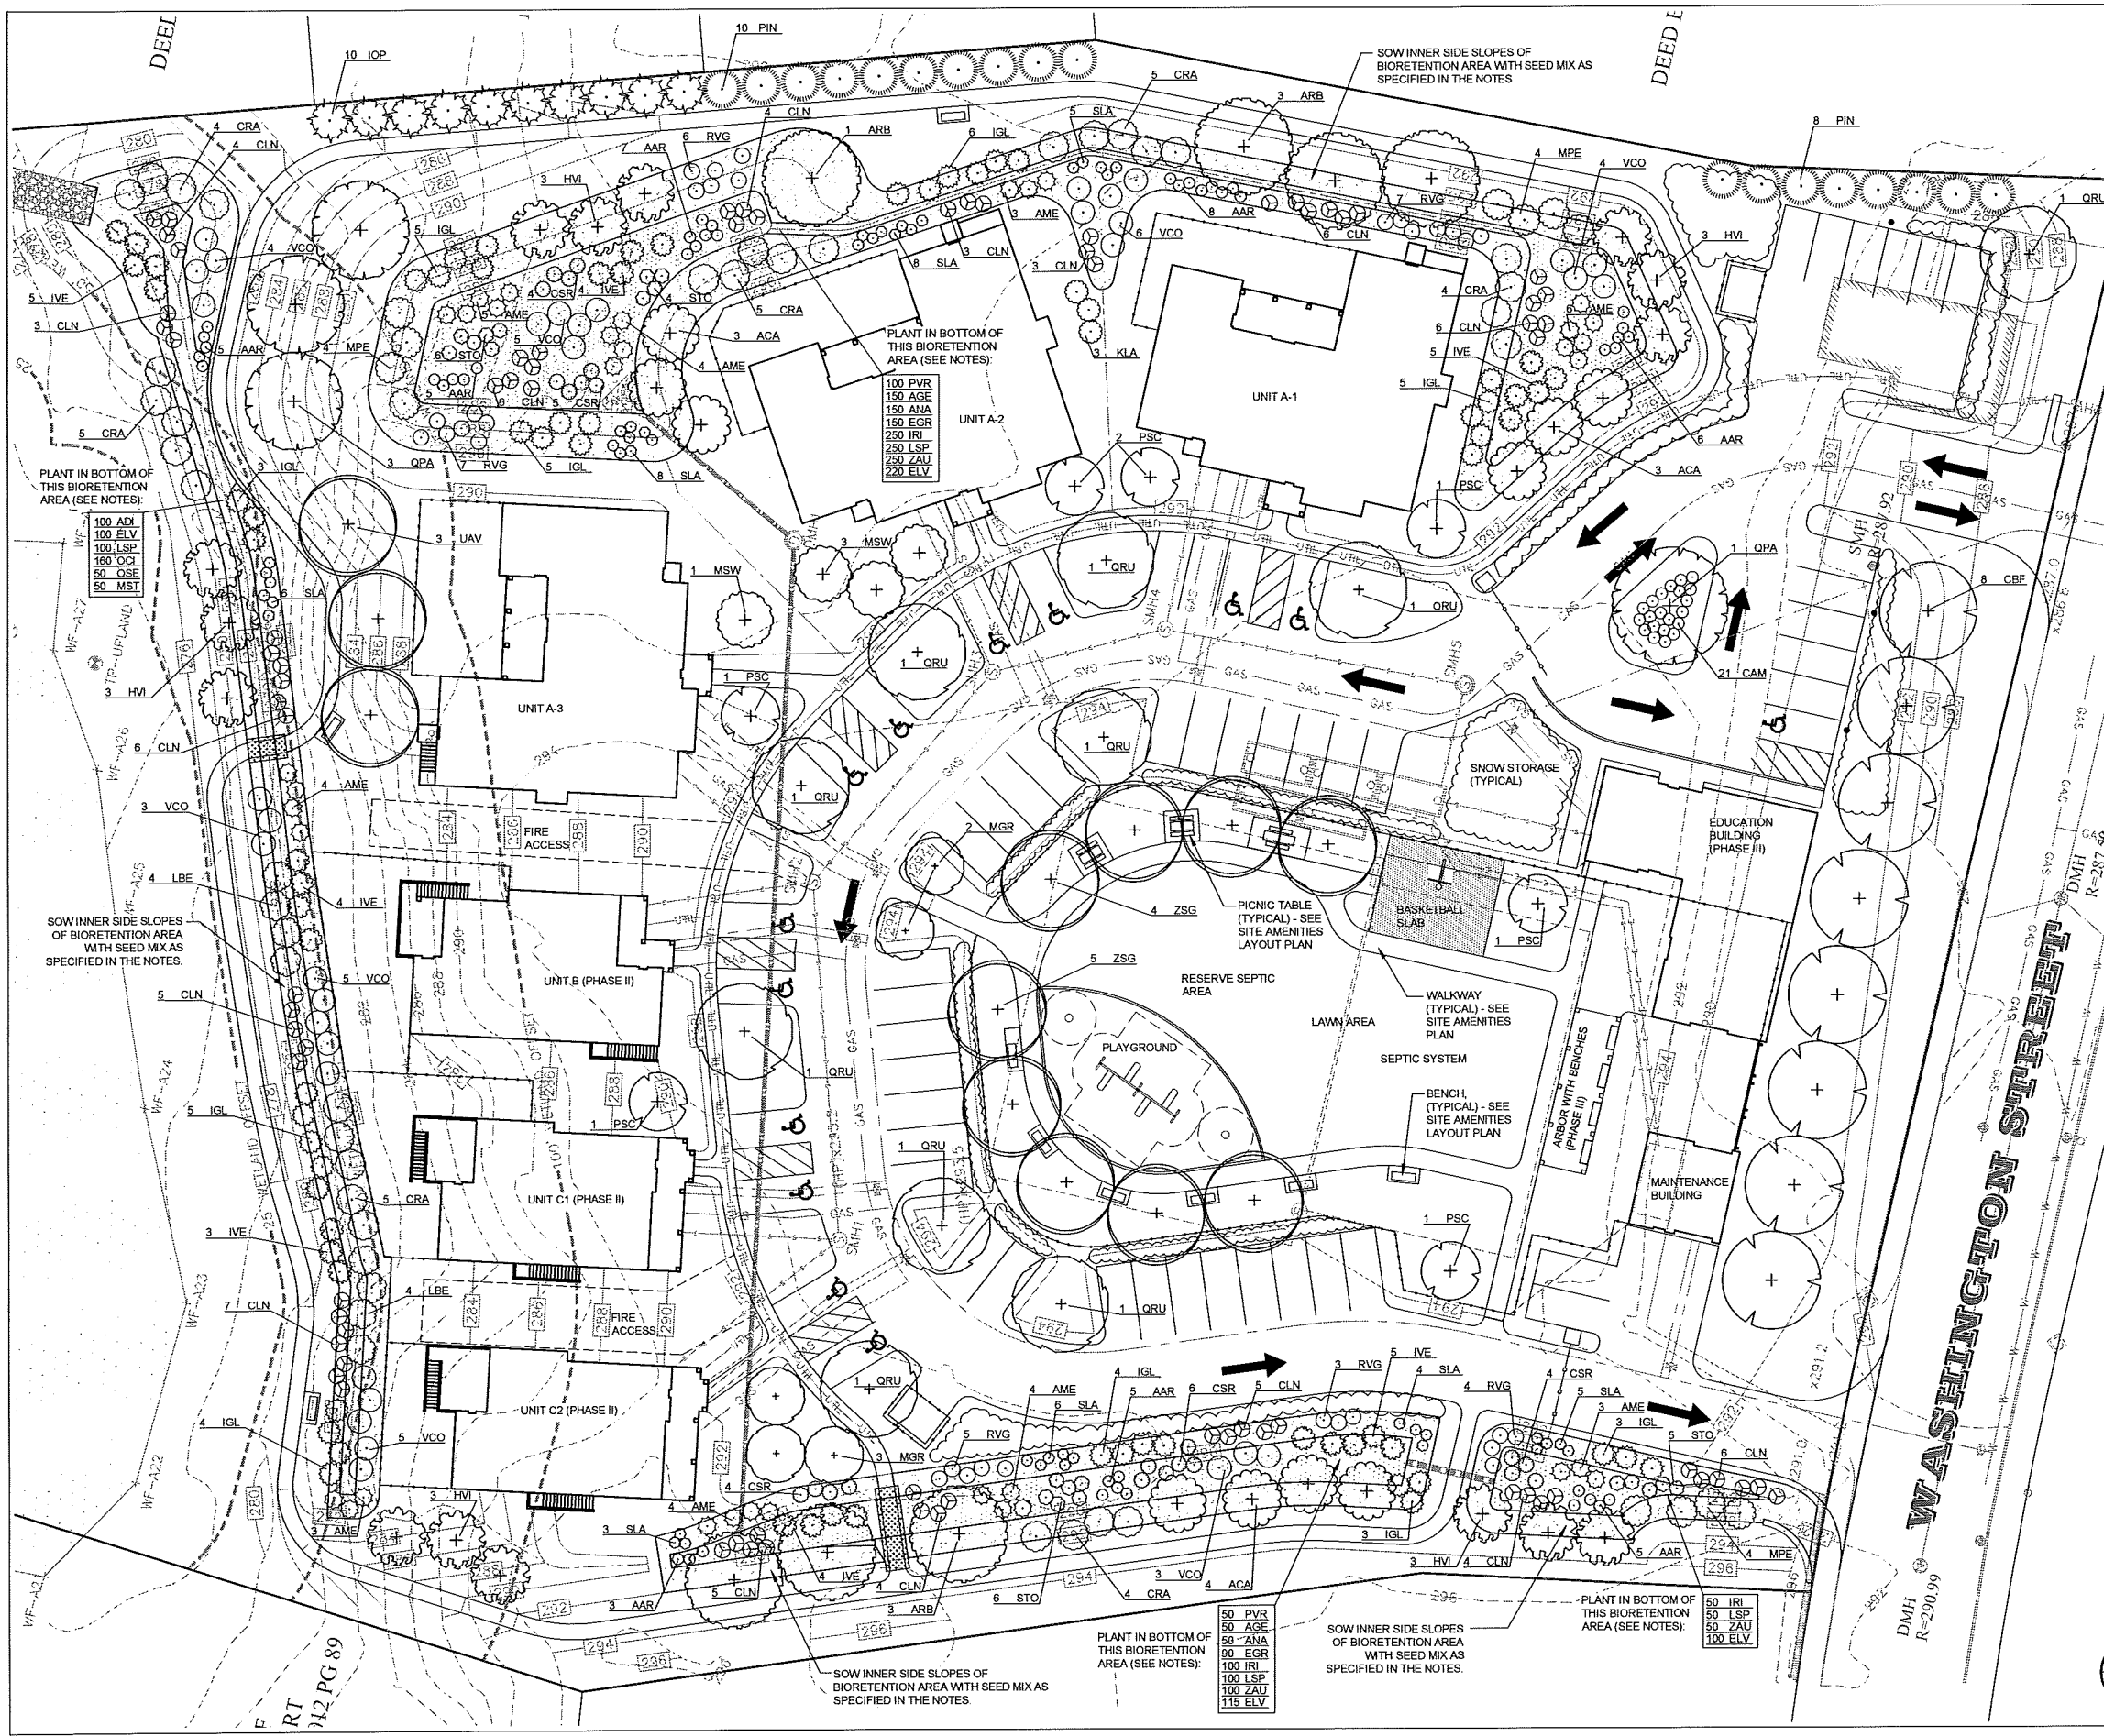 DEED E
10 PIN
10 IOP
SOW INNER SIDE SLOPES OF
BIORETENTION AREA WITH SEED MIX AS
SPECIFIED IN THE NOTES
5 CRA
3 ARB
8 PIN
4 CRA
4 CLN
4 CLN
6 RVG
7 AAR
1 ARB
6 IGL
5 SLA
4 MPE
4 VCO
1 QRU
3 HVI
5 IGL
3 AME
8 AAR
7 RVG
6 CLN
3 HVI
4 VCO
6 VCO
3 CLN
8 SLA
3 CLN
5 IVE
3 CLN
5 AAR
4 CSR
4 IVE
4 STO
5 CRA
5 AME
5 VCO
6 STO
3 ACA
4 AME
4 MPE
5 AAR
6 CLN
5 CSR
4 CRA
6 CLN
6 AME
5 IVE
5 IGL
3 KLA
PLANT IN BOTTOM OF
THIS BIORETENTION
AREA (SEE NOTES):
100 PVR
150 AGE
150 ANA
150 EGR
250 IRI
250 LSP
250 ZAU
220 ELV
UNIT A-2
UNIT A-1
6 AAR
3 ACA
5 CRA
3 IGL
3 QPA
7 RVG
5 IGL
8 SLA
2 PSC
1 PSC
PLANT IN BOTTOM OF
THIS BIORETENTION
AREA (SEE NOTES):
100 ADI
100 ELV
100 LSP
160 OCI
50 OSE
50 MST
3 UAV
3 MSW
1 MSW
1 QRU
1 QRU
1 QRU
1 QPA
8 CBF
21 CAM
SMH
R=287.92
6 SLA
3 HVI
1 PSC
UNIT A-3
6 CLN
1 QRU
1 QRU
SNOW STORAGE
(TYPICAL)
4 AME
3 VCO
FIRE
ACCESS
2 MGR
EDUCATION
BUILDING
(PHASE III)
4 LBE
4 IVE
4 ZSG
PICNIC TABLE
(TYPICAL) - SEE
SITE AMENITIES
LAYOUT PLAN
BASKETBALL
SLAB
1 PSC
SOW INNER SIDE SLOPES
OF BIORETENTION AREA
WITH SEED MIX AS
SPECIFIED IN THE NOTES.
5 VCO
5 CLN
UNIT B (PHASE II)
5 ZSG
RESERVE SEPTIC
AREA
LAWN AREA
WALKWAY
(TYPICAL) - SEE
SITE AMENITIES
PLAN
PLAYGROUND
SEPTIC SYSTEM
1 QRU
5 IGL
1 PSC
BENCH,
(TYPICAL) - SEE
SITE AMENITIES
LAYOUT PLAN
ARBOR WITH BENCHES
(PHASE III)
1 QRU
5 CRA
UNIT C1 (PHASE II)
MAINTENANCE
BUILDING
3 IVE
1 PSC
4 LBE
7 CLN
FIRE
ACCESS
1 QRU
WASHINGTON STREET
4 IGL
5 VCO
UNIT C2 (PHASE II)
1 QRU
3 MGR
4 AME
6 SLA
4 IGL
5 AAR
6 CSR
5 CLN
3 RVG
5 IVE
4 SLA
4 RVG
4 CSR
5 SLA
3 AME
3 IGL
5 STO
6 CLN
5 RVG
3 HVI
3 AME
4 CSR
4 AME
3 SLA
3 AAR
5 CLN
4 IVE
4 CLN
3 ARB
6 STO
4 CRA
3 VCO
4 ACA
3 IGL
3 HVI
4 CLN
5 AAR
4 MPE
PLANT IN BOTTOM OF
THIS BIORETENTION
AREA (SEE NOTES):
50 PVR
50 AGE
50 ANA
90 EGR
100 IRI
100 LSP
100 ZAU
115 ELV
SOW INNER SIDE SLOPES
OF BIORETENTION AREA
WITH SEED MIX AS
SPECIFIED IN THE NOTES.
PLANT IN BOTTOM OF
THIS BIORETENTION
AREA (SEE NOTES):
50 IRI
50 LSP
50 ZAU
100 ELV
SOW INNER SIDE SLOPES OF
BIORETENTION AREA WITH SEED MIX AS
SPECIFIED IN THE NOTES.
DMH
R=290.99
WF-A27
WF-A26
WF-A25
WF-A24
WF-A23
WF-A22
WF-A21
TP-UPLAND
SMH1
SMH2
SMH4
SMH5